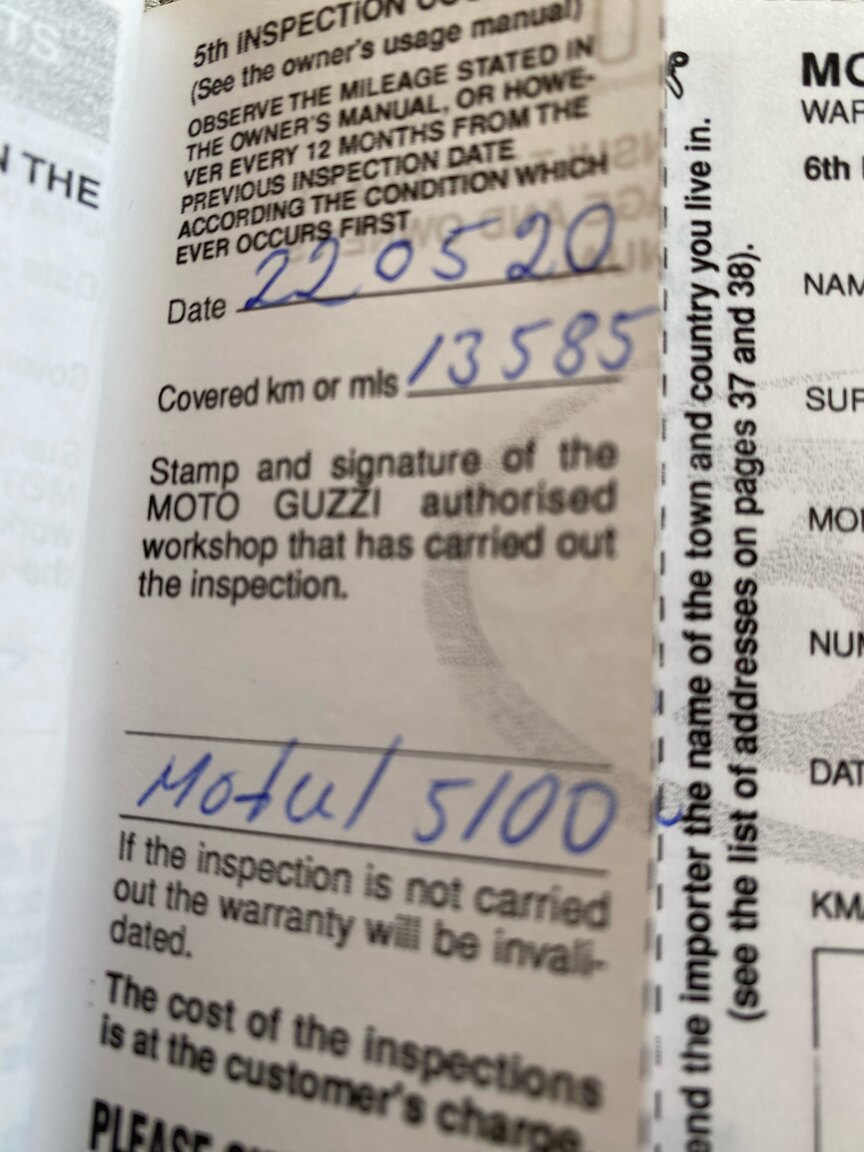 5th INSPECTION
(See the owner's usage manual)
OBSERVE THE MILEAGE STATED IN
THE OWNER'S MANUAL, OR HOWE-
VER EVERY 12 MONTHS FROM THE
PREVIOUS INSPECTION DATE
ACCORDING THE CONDITION WHICH
EVER OCCURS FIRST
Date 220520
Covered km or mls 13585
Stamp and signature of the
MOTO GUZZI authorised
workshop that has carried out
the inspection.
Motul 5100
If the inspection is not carried
out the warranty will be invali-
dated.
The cost of the inspections
is at the customer's charge.
PLEASE
end the importer the name of the town and country you live in.
(see the list of addresses on pages 37 and 38).
N THE
MO
WAR
6th
NAM
SUR
MOD
NUM
DAT
KM